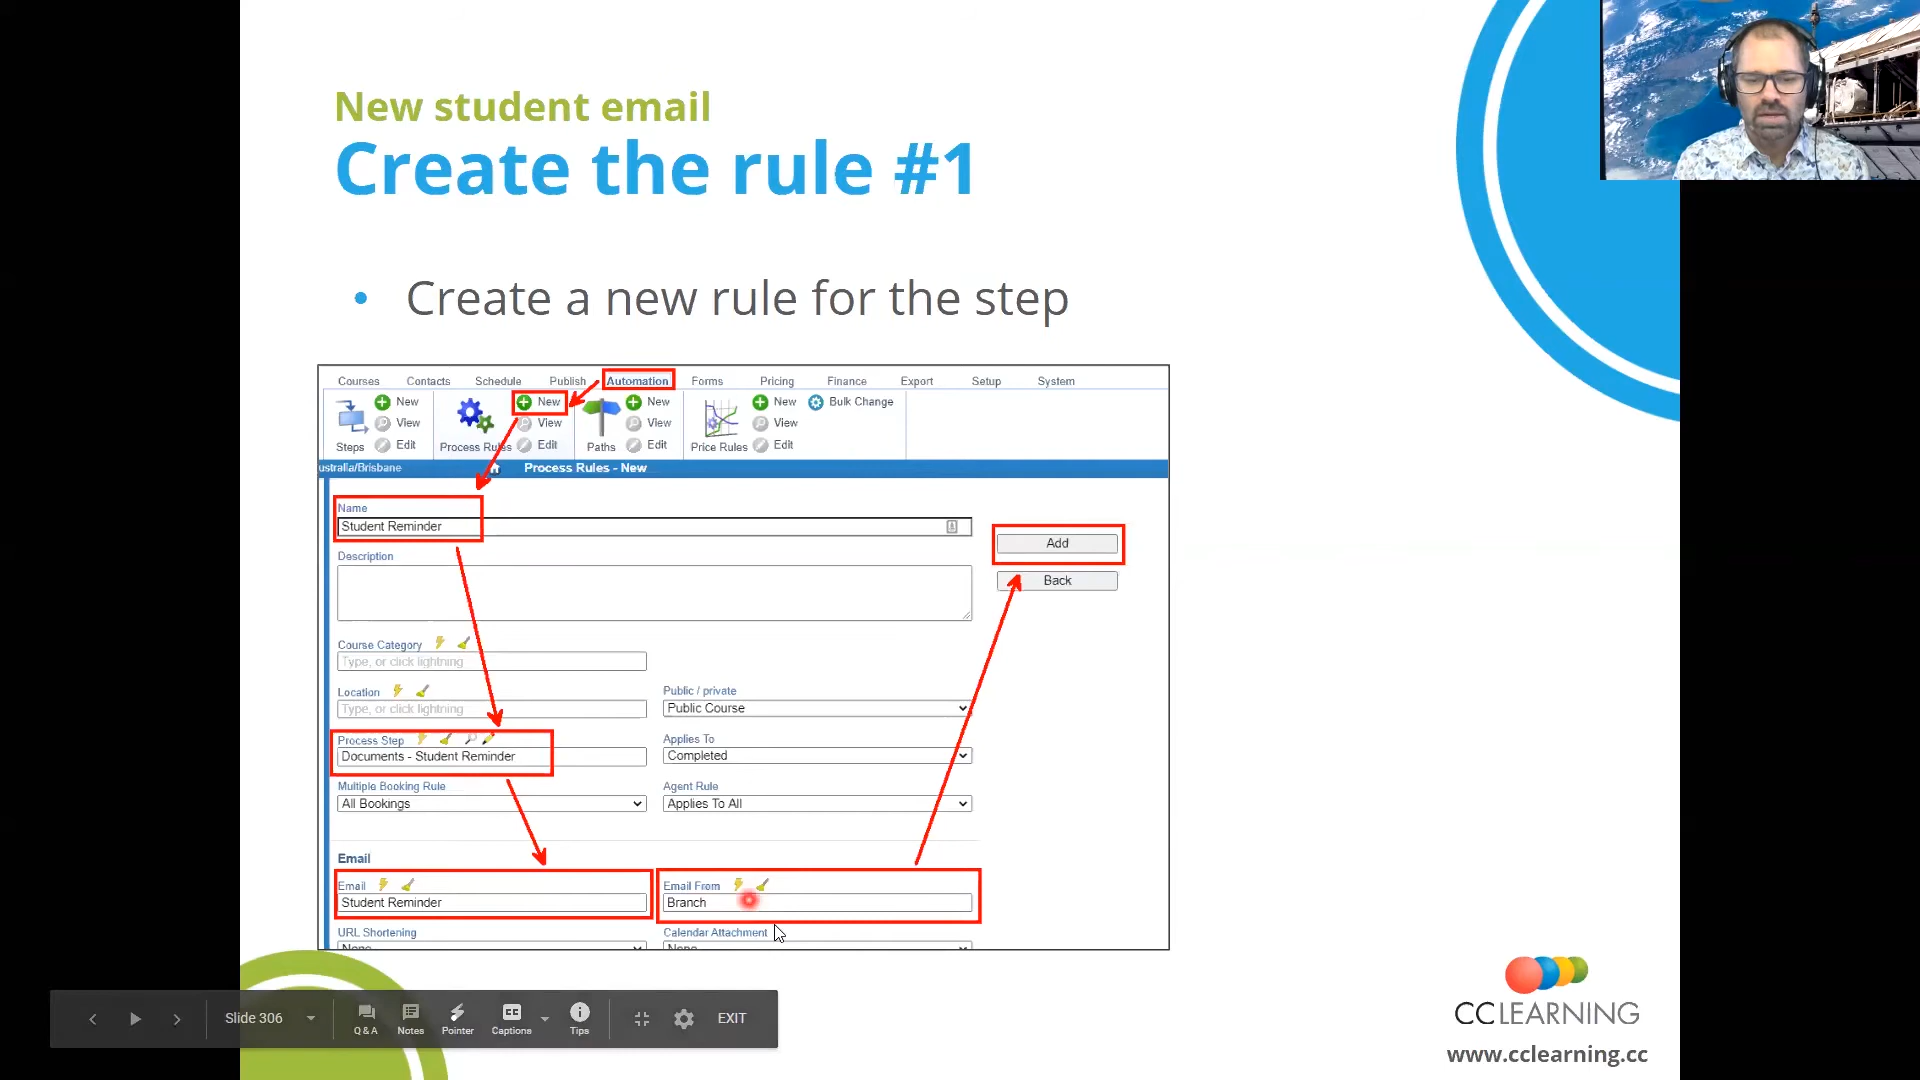 New student email
Create the rule #1
• Create a new rule for the step
Courses Contacts Schedule Publish Automation Forms Pricing Finance Export Setup System
New New New New Bulk Change
View View View View
Steps Edit Process Rules Edit Paths Edit Price Rules Edit
ustralia/Brisbane Process Rules - New
Name
Student Reminder
Add
Description
Back
Course Category
Type, or click lightning
Location Public / private
Type, or click lightning Public Course
Process Step Applies To
Documents - Student Reminder Completed
Multiple Booking Rule Agent Rule
All Bookings Applies To All
Email
Email Email From
Student Reminder Branch
URL Shortening Calendar Attachment
None None
Slide 306 Q & A Notes Pointer CC Captions Tips EXIT
CCLEARNING
www.cclearning.cc